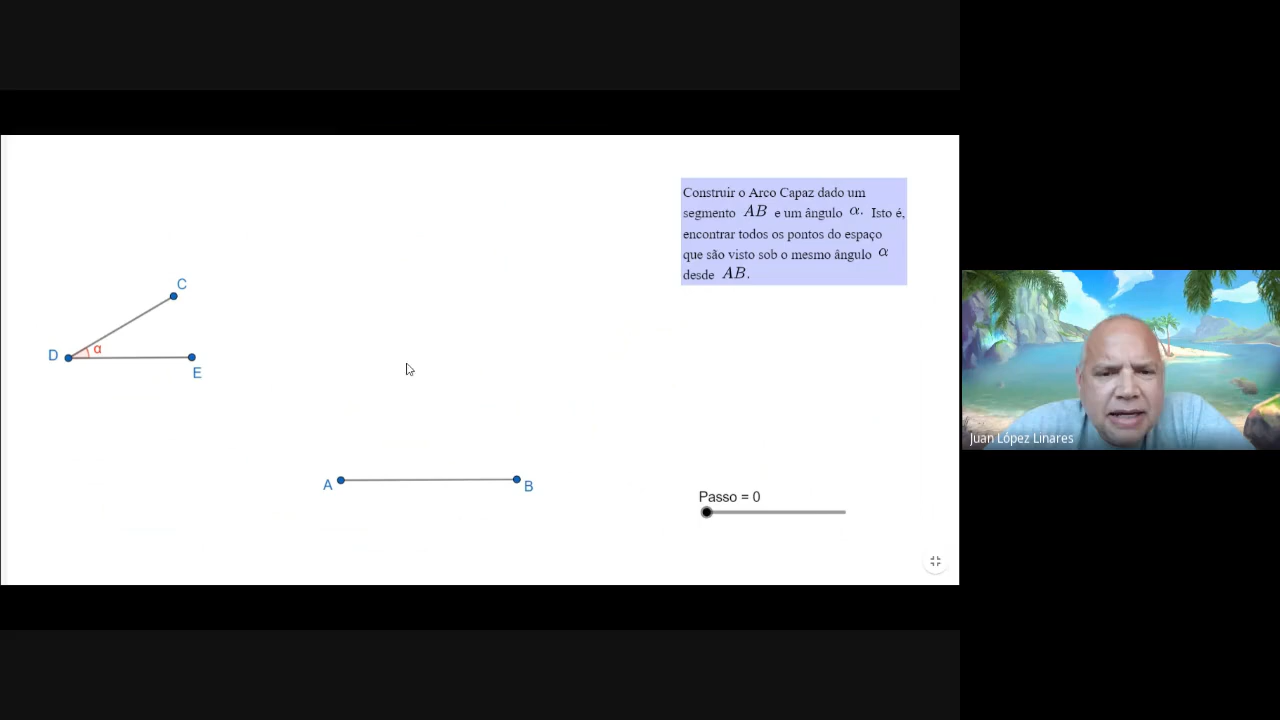 Construir o Arco Capaz dado um
segmento AB e um ângulo α. Isto é,
encontrar todos os pontos do espaço
que são visto sob o mesmo ângulo α
desde AB.
C
D
α
E
A
B
Passo = 0
Juan López Linares